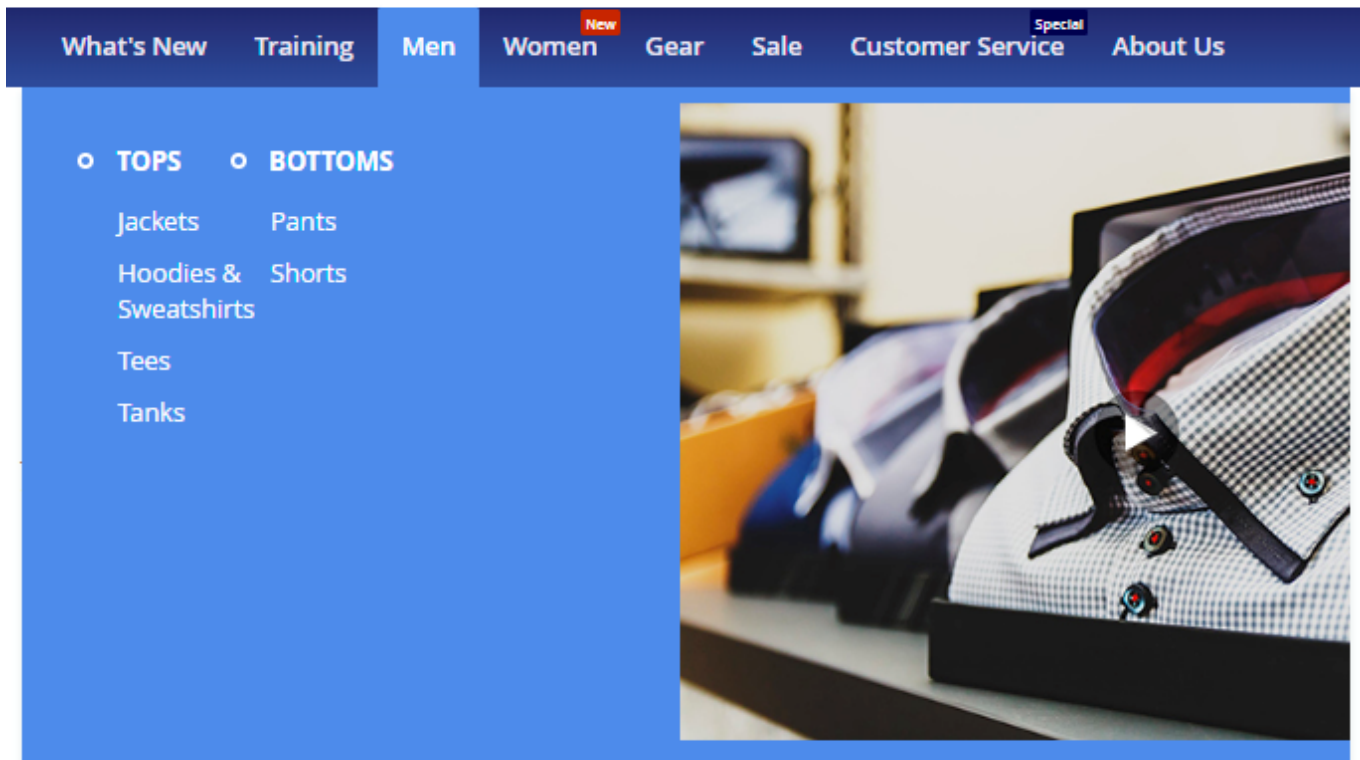 New
Special
What's New
Training
Men
Women
Gear
Sale
Customer Service
About Us
TOPS
Jackets
Hoodies &
Sweatshirts
Tees
Tanks
BOTTOMS
Pants
Shorts